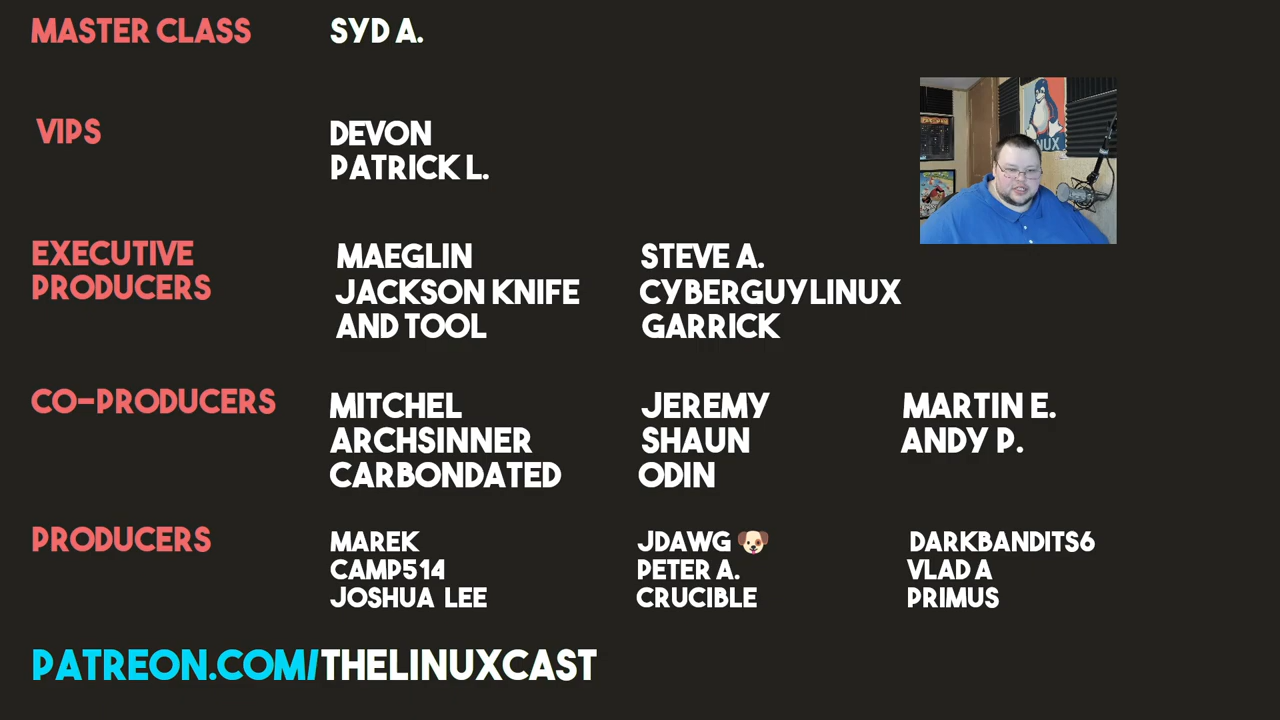 MASTER CLASS
SYD A.
VIPS
DEVON
PATRICK L.
EXECUTIVE
PRODUCERS
MAEGLIN
JACKSON KNIFE
AND TOOL
STEVE A.
CYBERGUYLINUX
GARRICK
CO-PRODUCERS
MITCHEL
ARCHSINNER
CARBONDATED
JEREMY
SHAUN
ODIN
MARTIN E.
ANDY P.
PRODUCERS
MAREK
CAMP514
JOSHUA LEE
JDAWG 🐶
PETER A.
CRUCIBLE
DARKBANDITS6
VLAD A
PRIMUS
PATREON.COM/THELINUXCAST